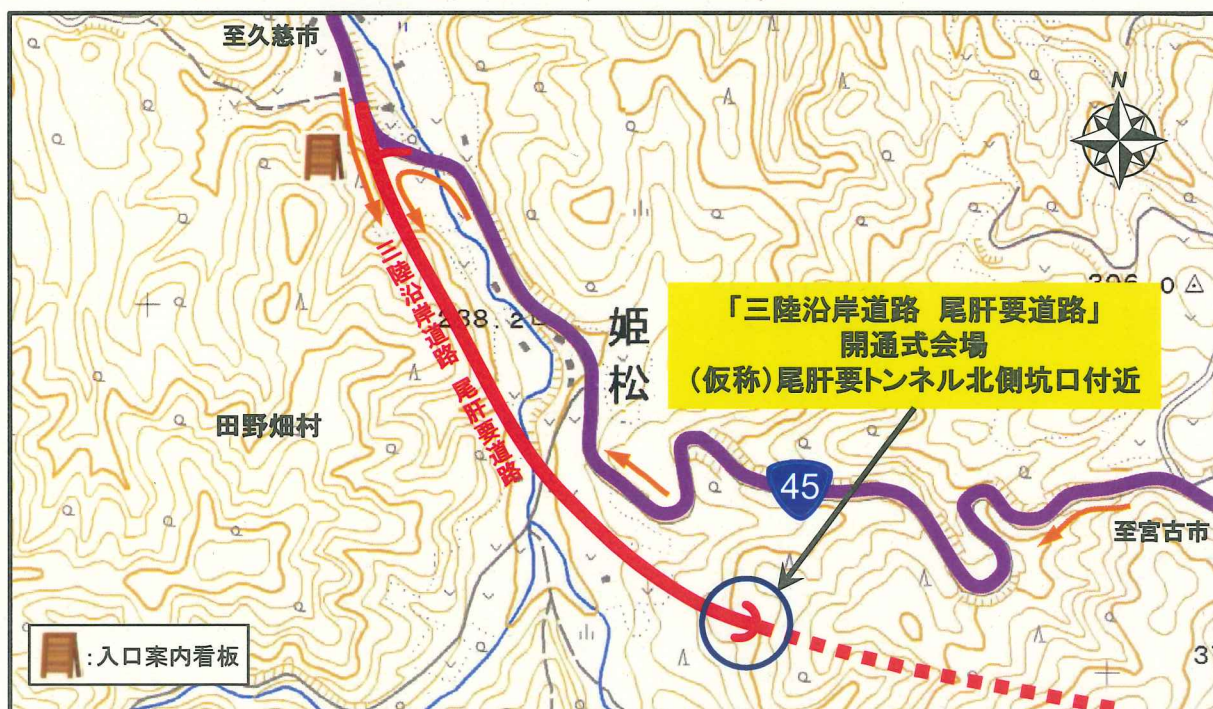 至久慈市
N
三陸沿岸道路 尾肝要道路
238.2
姫松
「三陸沿岸道路 尾肝要道路」
開通式会場
(仮称)尾肝要トンネル北側坑口付近
田野畑村
45
至宮古市
:入口案内看板